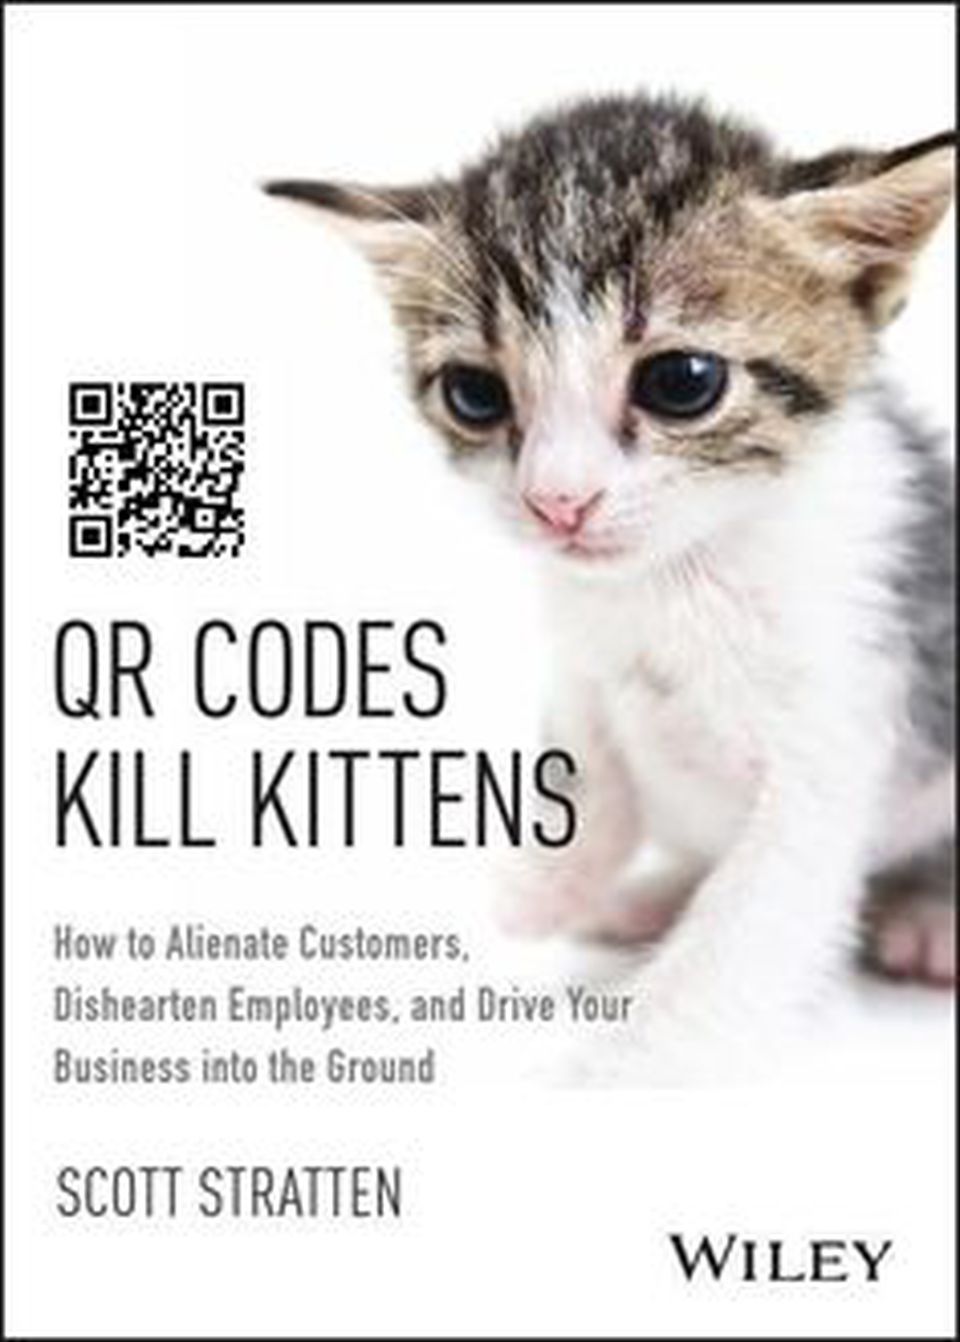 QR CODES
KILL KITTENS
How to Alienate Customers,
Dishearten Employees, and Drive Your
Business into the Ground
SCOTT STRATTEN
WILEY